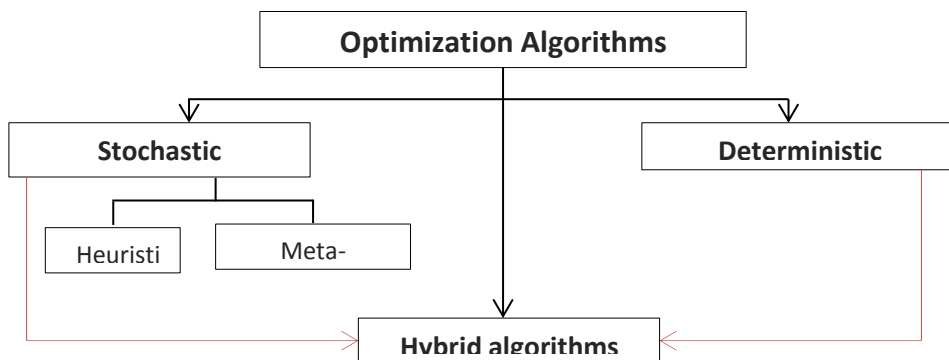 Optimization Algorithms
Stochastic
Deterministic
Heuristi
Meta-
Hybrid algorithms